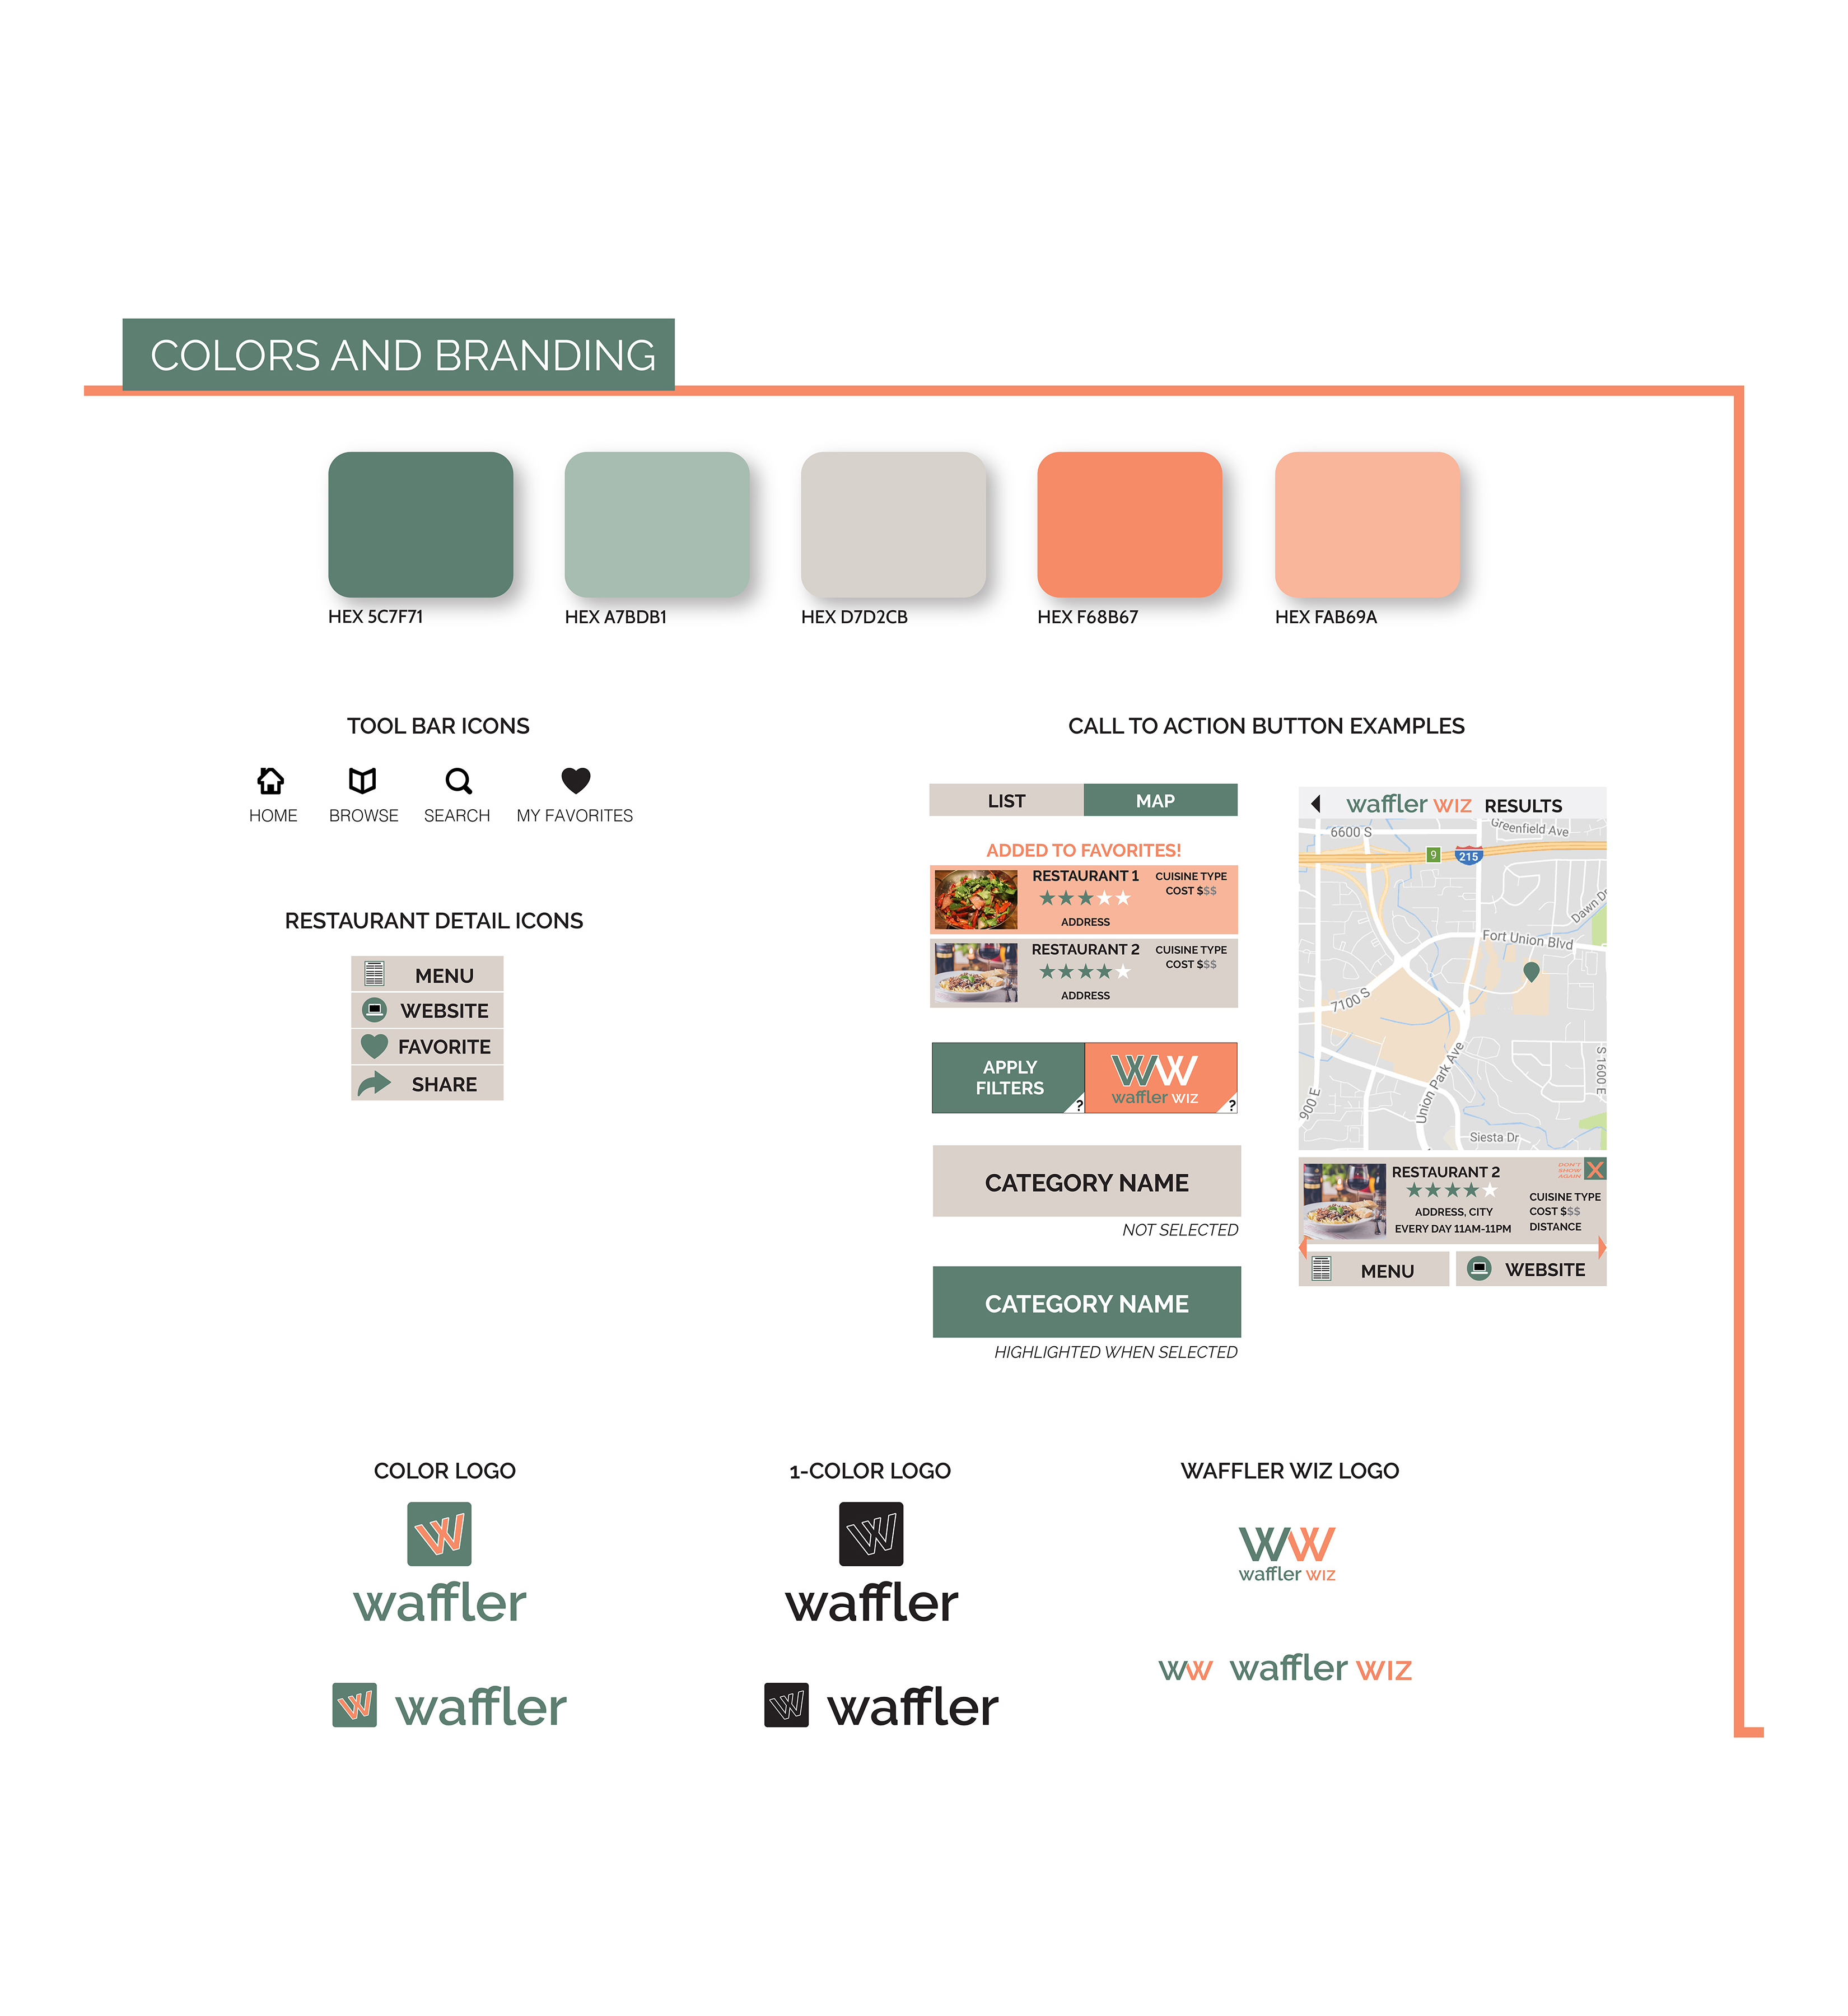 COLORS AND BRANDING
HEX 5C7F71
HEX A7BDB1
HEX D7D2CB
HEX F68B67
HEX FAB69A
TOOL BAR ICONS
HOME
BROWSE
SEARCH
MY FAVORITES
RESTAURANT DETAIL ICONS
MENU
WEBSITE
FAVORITE
SHARE
CALL TO ACTION BUTTON EXAMPLES
LIST
MAP
ADDED TO FAVORITES!
RESTAURANT 1
CUISINE TYPE
COST $$$
ADDRESS
RESTAURANT 2
CUISINE TYPE
COST $$$
ADDRESS
APPLY
FILTERS
?
WW
waffler WIZ
?
CATEGORY NAME
NOT SELECTED
CATEGORY NAME
HIGHLIGHTED WHEN SELECTED
waffler WIZ RESULTS
6600 S
Greenfield Ave
9
215
Dawn Dr
Fort Union Blvd
7100 S
Union Park Ave
900 E
S 1600 E
Siesta Dr
RESTAURANT 2
DON'T
SHOW
AGAIN
X
CUISINE TYPE
ADDRESS, CITY
COST $$$
EVERY DAY 11AM-11PM
DISTANCE
MENU
WEBSITE
COLOR LOGO
W
waffler
W
waffler
1-COLOR LOGO
W
waffler
W
waffler
WAFFLER WIZ LOGO
WW
waffler WIZ
WW waffler WIZ